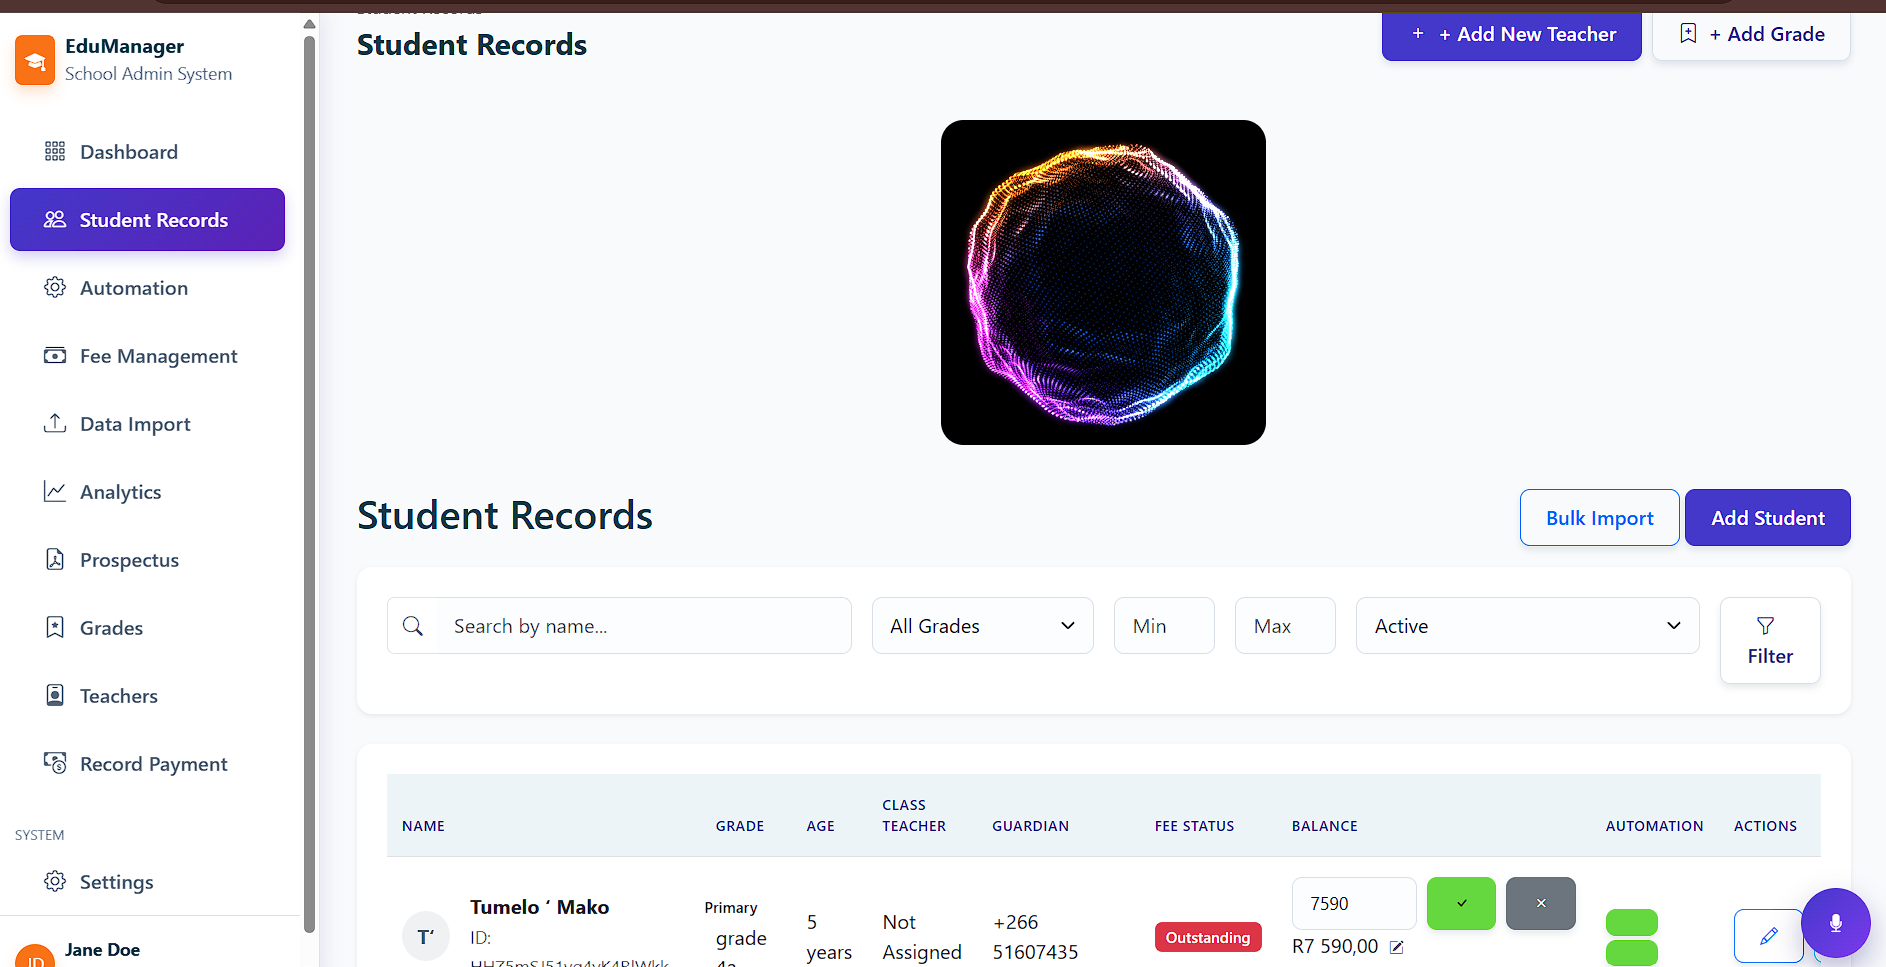 EduManager
School Admin System
Dashboard
Student Records
Automation
Fee Management
Data Import
Analytics
Prospectus
Grades
Teachers
Record Payment
SYSTEM
Settings
JD
Jane Doe
Student Records
+ + Add New Teacher
+ Add Grade
Student Records
Bulk Import
Add Student
Search by name...
All Grades
Min
Max
Active
Filter
NAME
GRADE
AGE
CLASS
TEACHER
GUARDIAN
FEE STATUS
BALANCE
AUTOMATION
ACTIONS
T‘
Tumelo ‘ Mako
ID:
Primary
grade
5
years
Not
Assigned
+266
51607435
Outstanding
7590
R7 590,00